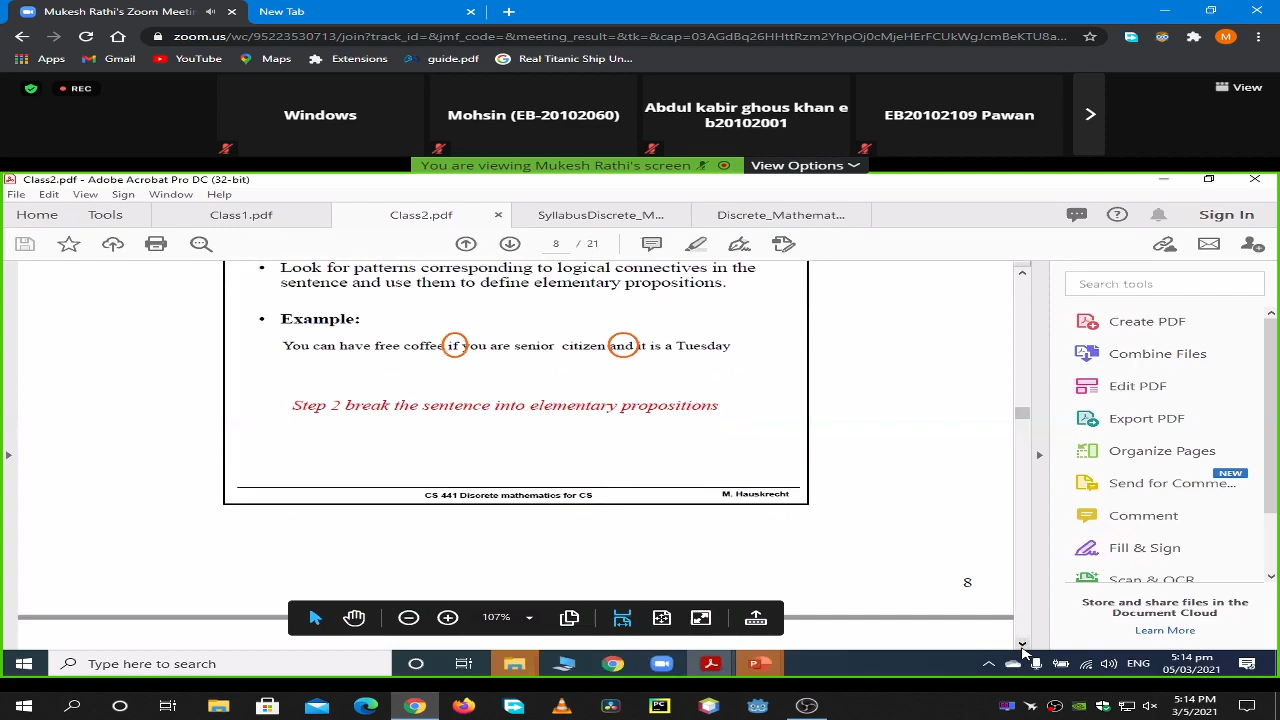 Mukesh Rathi's Zoom Meeti
New Tab
zoom.us/wc/95223530713/join?track_id=&jmf_code=&meeting_result=&tk=&cap=03AGdBq26HHttRzm2YhpOj0cMjeHErFCUkWgJcmBeKTU8a...
M
Apps
Gmail
YouTube
Maps
Extensions
guide.pdf
Real Titanic Ship Un...
REC
Windows
Mohsin (EB-20102060)
Abdul kabir ghous khan e
b20102001
EB20102109 Pawan
View
You are viewing Mukesh Rathi's screen
View Options
Class2.pdf - Adobe Acrobat Pro DC (32-bit)
File Edit View Sign Window Help
Home Tools Class1.pdf Class2.pdf SyllabusDiscrete_M... Discrete_Mathemat... Sign In
8 / 21
• Look for patterns corresponding to logical connectives in the
sentence and use them to define elementary propositions.
• Example:
You can have free coffee if you are senior citizen and it is a Tuesday
Step 2 break the sentence into elementary propositions
CS 441 Discrete mathematics for CS
M. Hauskrecht
8
107%
Search tools
Create PDF
Combine Files
Edit PDF
Export PDF
Organize Pages
NEW
Send for Comme...
Comment
Fill & Sign
Scan & OCR
Store and share files in the
Document Cloud
Learn More
Type here to search
P
ENG
5:14 pm
05/03/2021
PC
ENG
5:14 PM
3/5/2021